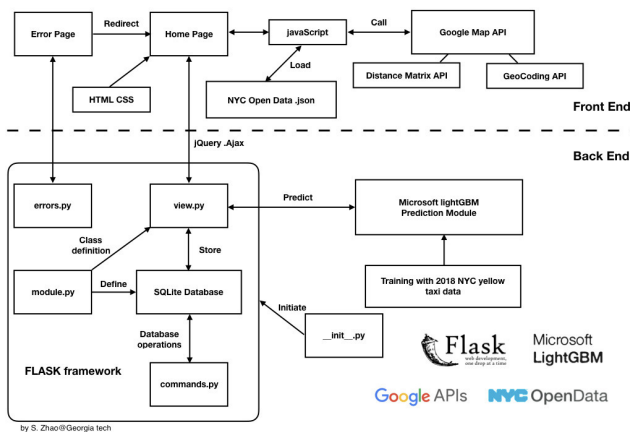 Error Page
Redirect
Home Page
javaScript
Call
Google Map API
Load
HTML CSS
NYC Open Data .json
Distance Matrix API
GeoCoding API
Front End
jQuery .Ajax
Back End
errors.py
view.py
Predict
Microsoft lightGBM
Prediction Module
Class
definition
Store
module.py
Define
SQLite Database
Training with 2018 NYC yellow
taxi data
Initiate
__init__.py
Database
operations
FLASK framework
commands.py
Flask
web development,
one drop at a time
Microsoft
LightGBM
Google APIs
NYC OpenData
by S. Zhao@Georgia tech